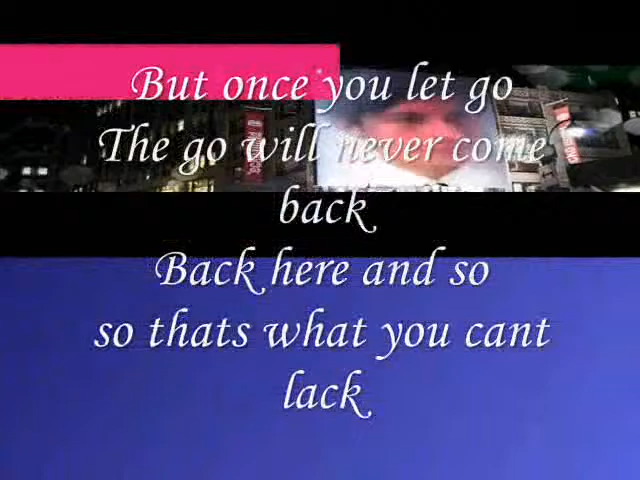 But once you let go
The go will never come
back
Back here and so
so thats what you cant
lack